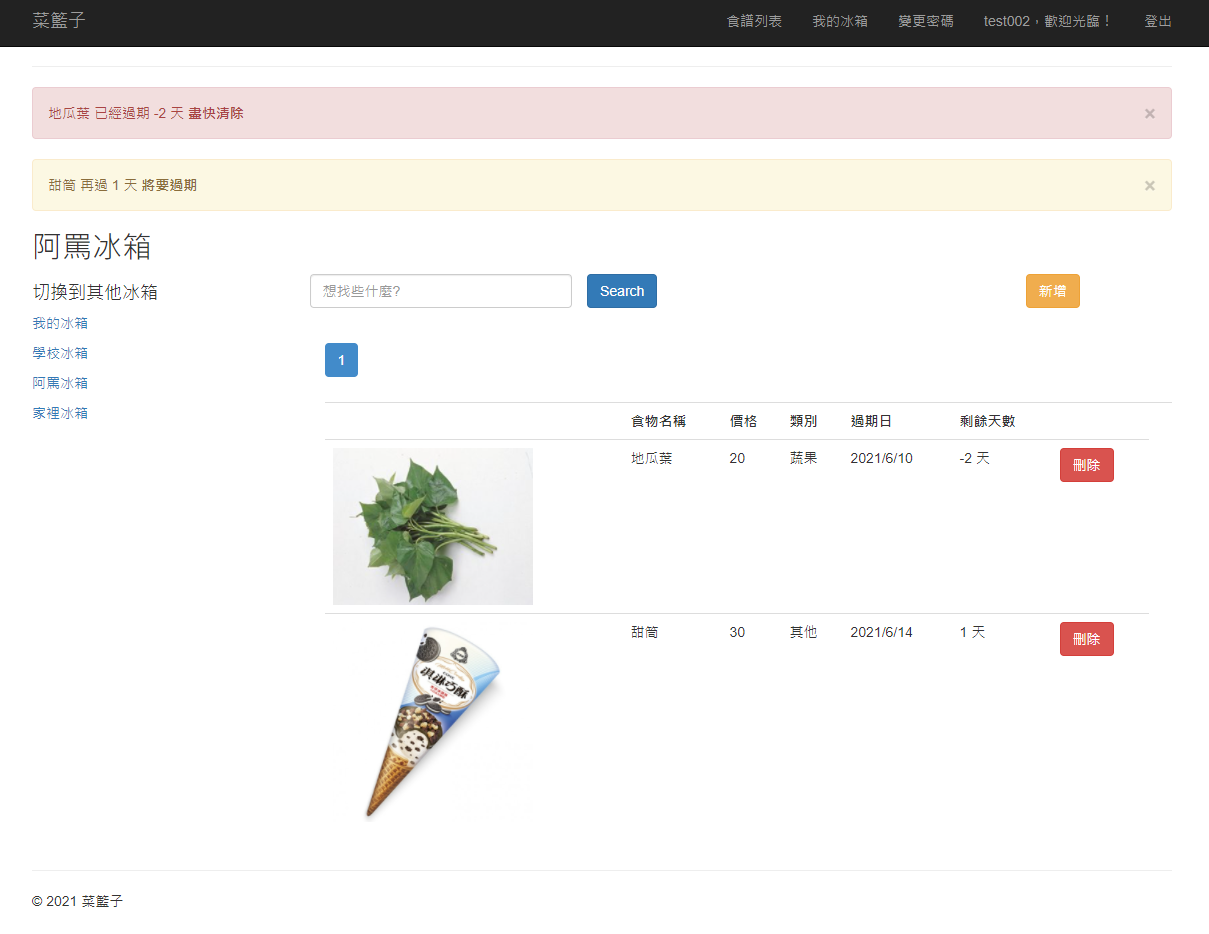 菜籃子 食譜列表 我的冰箱 變更密碼 test002，歡迎光臨！ 登出
地瓜葉 已經過期 -2 天 盡快清除 ×
甜筒 再過 1 天 將要過期 ×
阿罵冰箱
切換到其他冰箱
我的冰箱
學校冰箱
阿罵冰箱
家裡冰箱
想找些什麼? Search 新增
1
食物名稱 價格 類別 過期日 剩餘天數
地瓜葉 20 蔬果 2021/6/10 -2 天 刪除
甜筒 30 其他 2021/6/14 1 天 刪除
淇淋巧酥
© 2021 菜籃子